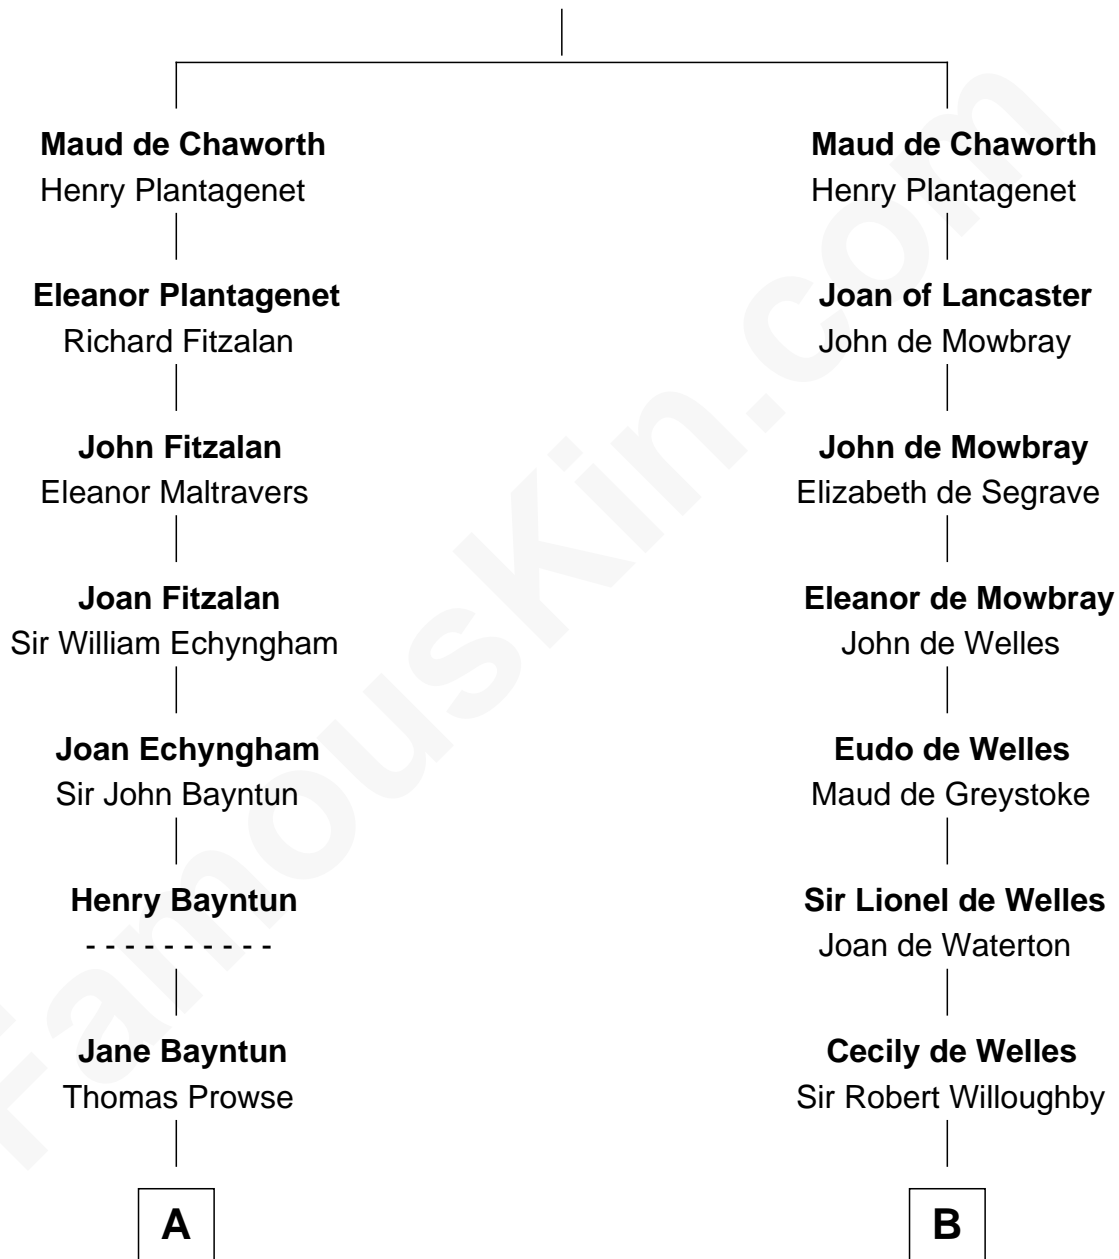 Maud de Chaworth
Henry Plantagenet
Eleanor Plantagenet
Richard Fitzalan
John Fitzalan
Eleanor Maltravers
Joan Fitzalan
Sir William Echyngham
Joan Echyngham
Sir John Bayntun
Henry Bayntun
- - - - - - - - - -
Jane Bayntun
Thomas Prowse
A
Maud de Chaworth
Henry Plantagenet
Joan of Lancaster
John de Mowbray
John de Mowbray
Elizabeth de Segrave
Eleanor de Mowbray
John de Welles
Eudo de Welles
Maud de Greystoke
Sir Lionel de Welles
Joan de Waterton
Cecily de Welles
Sir Robert Willoughby
B
FamousKin.com